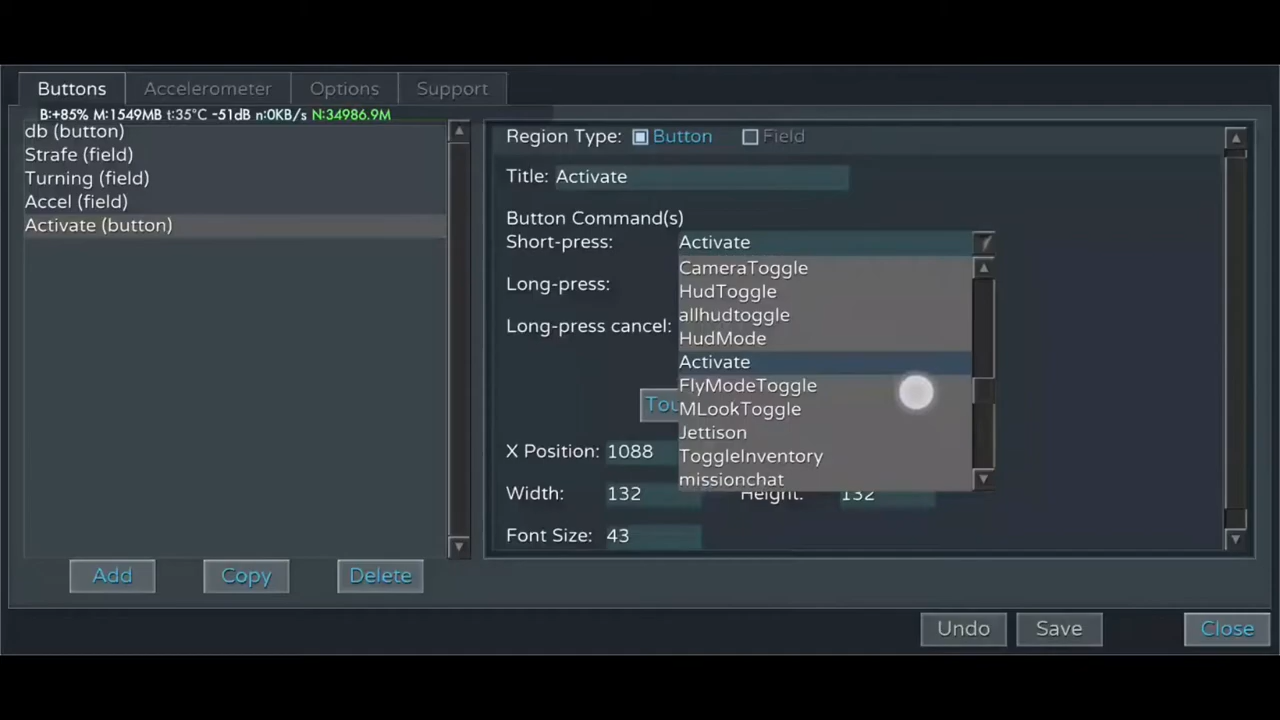 Buttons Accelerometer Options Support
B:+85% M:1549MB t:35°C -51dB n:0KB/s N:34986.9M
db (button)
Strafe (field)
Turning (field)
Accel (field)
Activate (button)
Add Copy Delete
Region Type: Button Field
Title: Activate
Button Command(s)
Short-press: Activate
Long-press:
Long-press cancel:
CameraToggle
HudToggle
allhudtoggle
HudMode
Activate
FlyModeToggle
MLookToggle
Jettison
ToggleInventory
missionchat
X Position: 1088
Width: 132 Height: 132
Font Size: 43
Undo Save Close